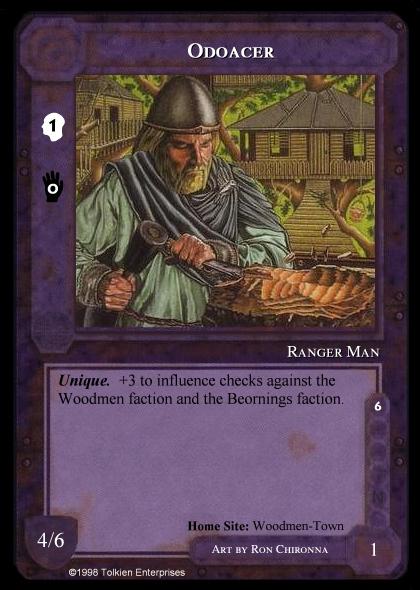 Odoacer
1
0
Ranger Man
Unique. +3 to influence checks against the
Woodmen faction and the Beornings faction.
6
Home Site: Woodmen-Town
4/6
Art by Ron Chironna
1
©1998 Tolkien Enterprises